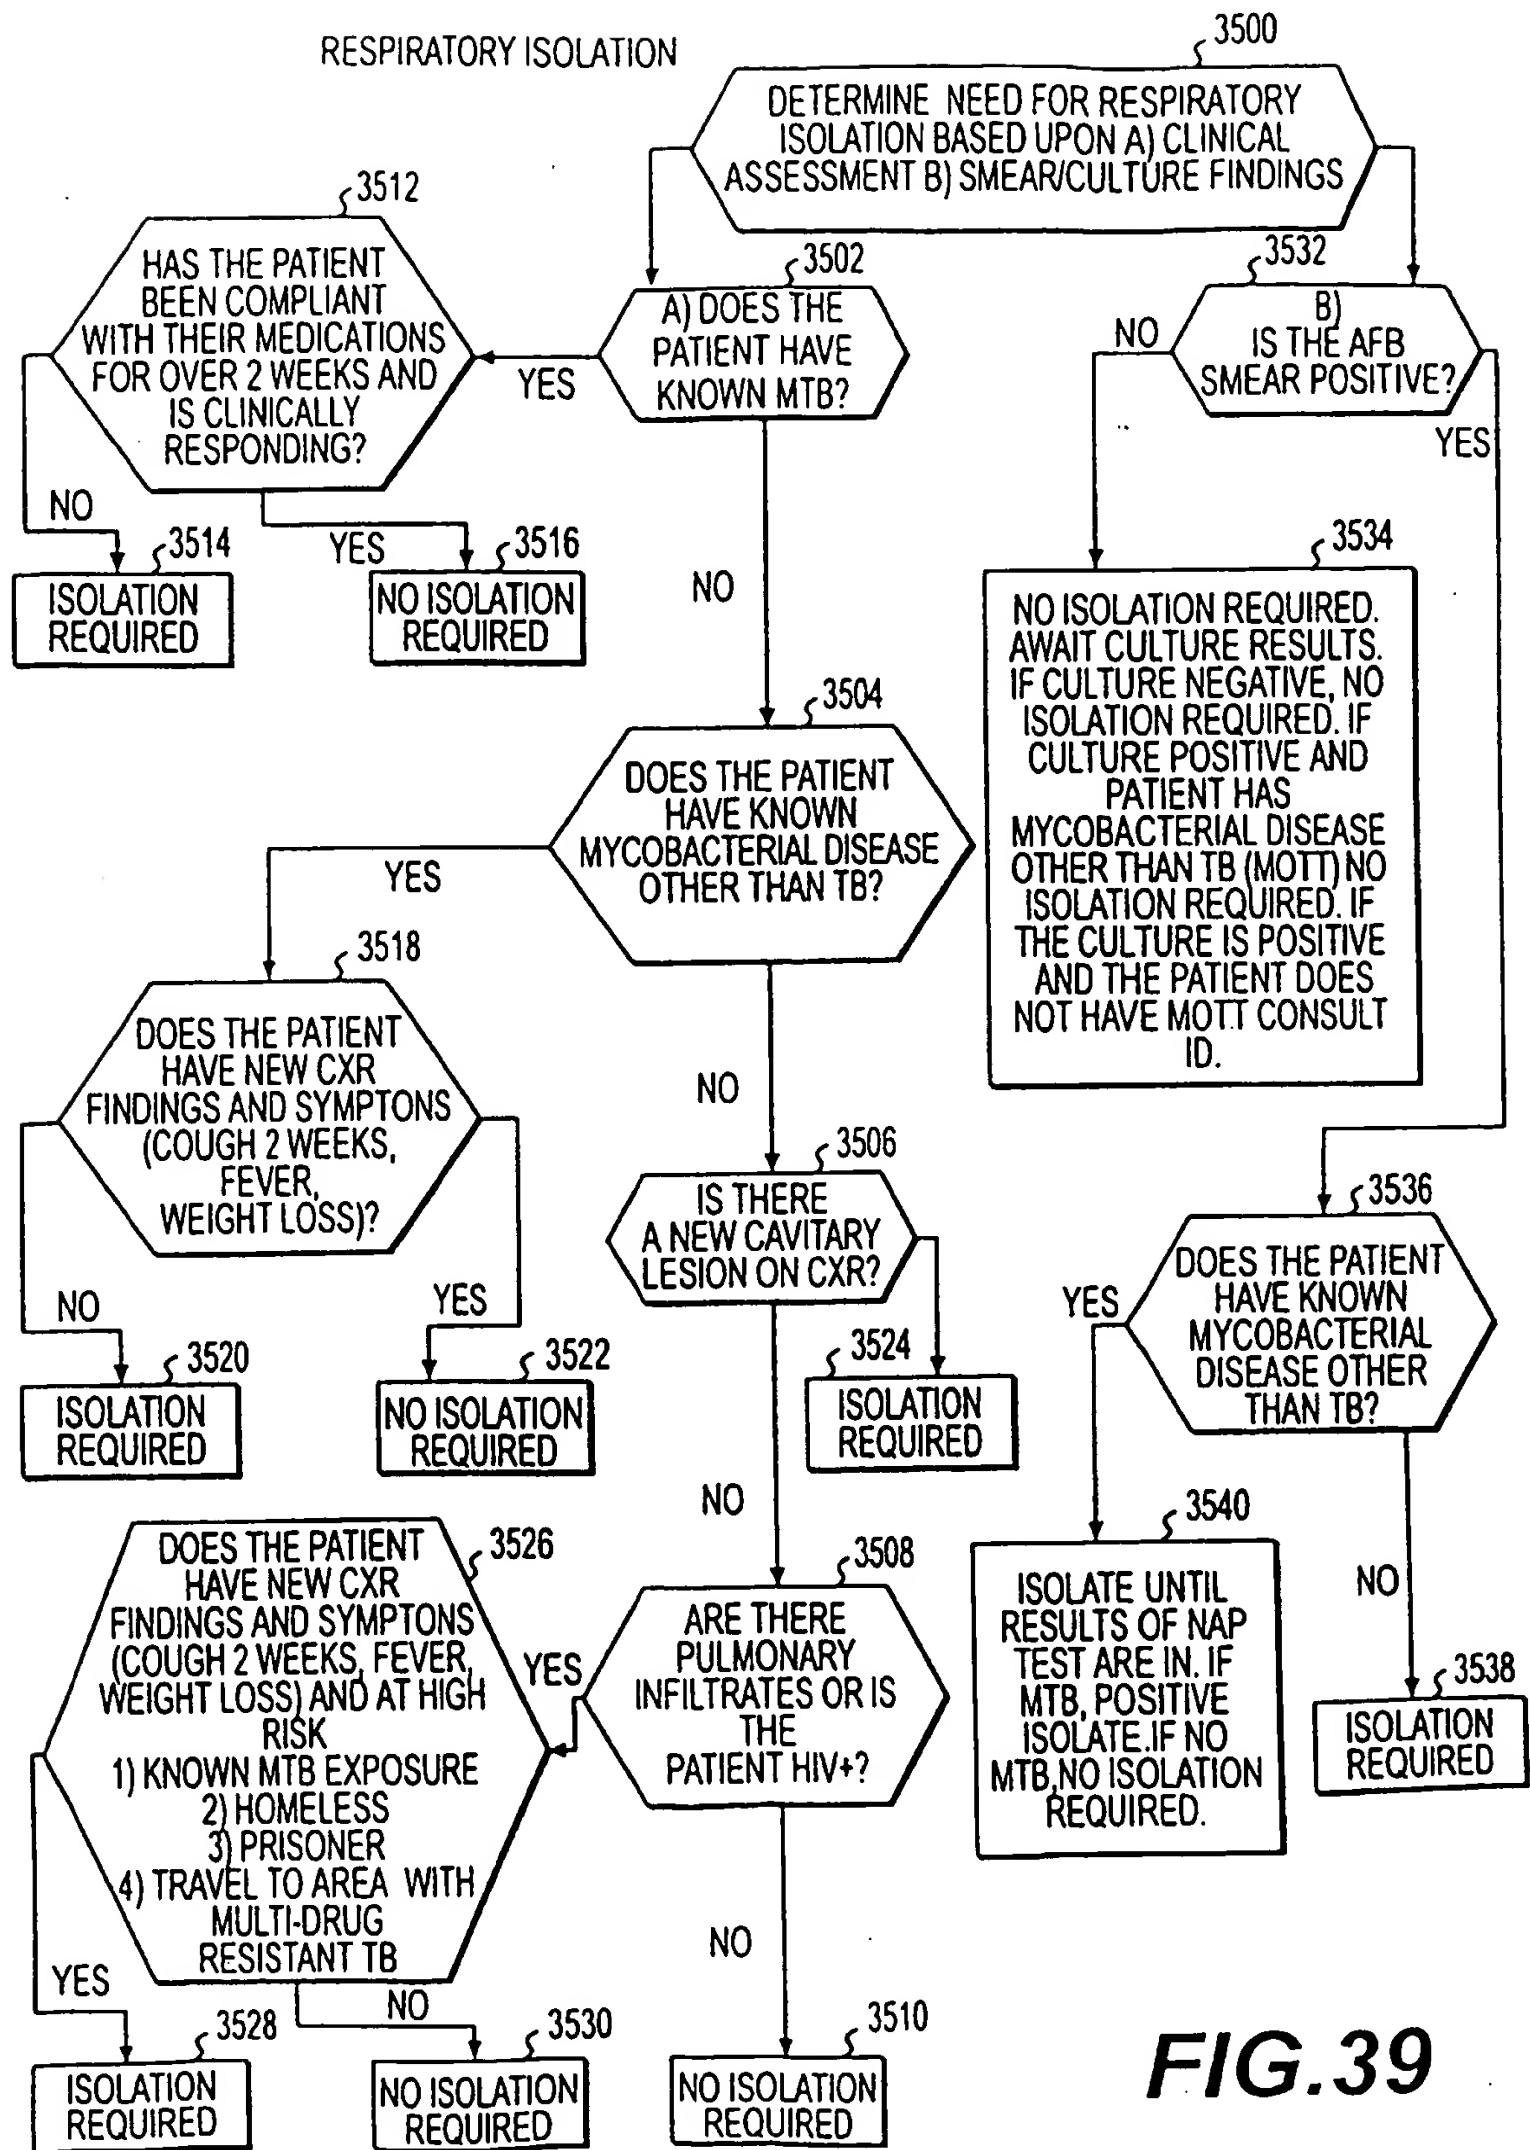 RESPIRATORY ISOLATION
3500
DETERMINE NEED FOR RESPIRATORY
ISOLATION BASED UPON A) CLINICAL
ASSESSMENT B) SMEAR/CULTURE FINDINGS
3512
HAS THE PATIENT
BEEN COMPLIANT
WITH THEIR MEDICATIONS
FOR OVER 2 WEEKS AND
IS CLINICALLY
RESPONDING?
3502
A) DOES THE
PATIENT HAVE
KNOWN MTB?
YES
3532
B)
IS THE AFB
SMEAR POSITIVE?
NO
YES
NO
3514
ISOLATION
REQUIRED
YES
3516
NO ISOLATION
REQUIRED
NO
3534
NO ISOLATION REQUIRED.
AWAIT CULTURE RESULTS.
IF CULTURE NEGATIVE, NO
ISOLATION REQUIRED. IF
CULTURE POSITIVE AND
PATIENT HAS
MYCOBACTERIAL DISEASE
OTHER THAN TB (MOTT) NO
ISOLATION REQUIRED. IF
THE CULTURE IS POSITIVE
AND THE PATIENT DOES
NOT HAVE MOTT CONSULT
ID.
3504
DOES THE PATIENT
HAVE KNOWN
MYCOBACTERIAL DISEASE
OTHER THAN TB?
YES
3518
DOES THE PATIENT
HAVE NEW CXR
FINDINGS AND SYMPTONS
(COUGH 2 WEEKS,
FEVER,
WEIGHT LOSS)?
NO
3520
ISOLATION
REQUIRED
YES
3522
NO ISOLATION
REQUIRED
NO
3506
IS THERE
A NEW CAVITARY
LESION ON CXR?
3524
ISOLATION
REQUIRED
3536
DOES THE PATIENT
HAVE KNOWN
MYCOBACTERIAL
DISEASE OTHER
THAN TB?
YES
3540
ISOLATE UNTIL
RESULTS OF NAP
TEST ARE IN. IF
MTB, POSITIVE
ISOLATE.IF NO
MTB,NO ISOLATION
REQUIRED.
NO
3538
ISOLATION
REQUIRED
NO
3508
ARE THERE
PULMONARY
INFILTRATES OR IS
THE
PATIENT HIV+?
YES
3526
DOES THE PATIENT
HAVE NEW CXR
FINDINGS AND SYMPTONS
(COUGH 2 WEEKS, FEVER,
WEIGHT LOSS) AND AT HIGH
RISK
1) KNOWN MTB EXPOSURE
2) HOMELESS
3) PRISONER
4) TRAVEL TO AREA WITH
MULTI-DRUG
RESISTANT TB
YES
3528
ISOLATION
REQUIRED
NO
3530
NO ISOLATION
REQUIRED
NO
3510
NO ISOLATION
REQUIRED
FIG.39